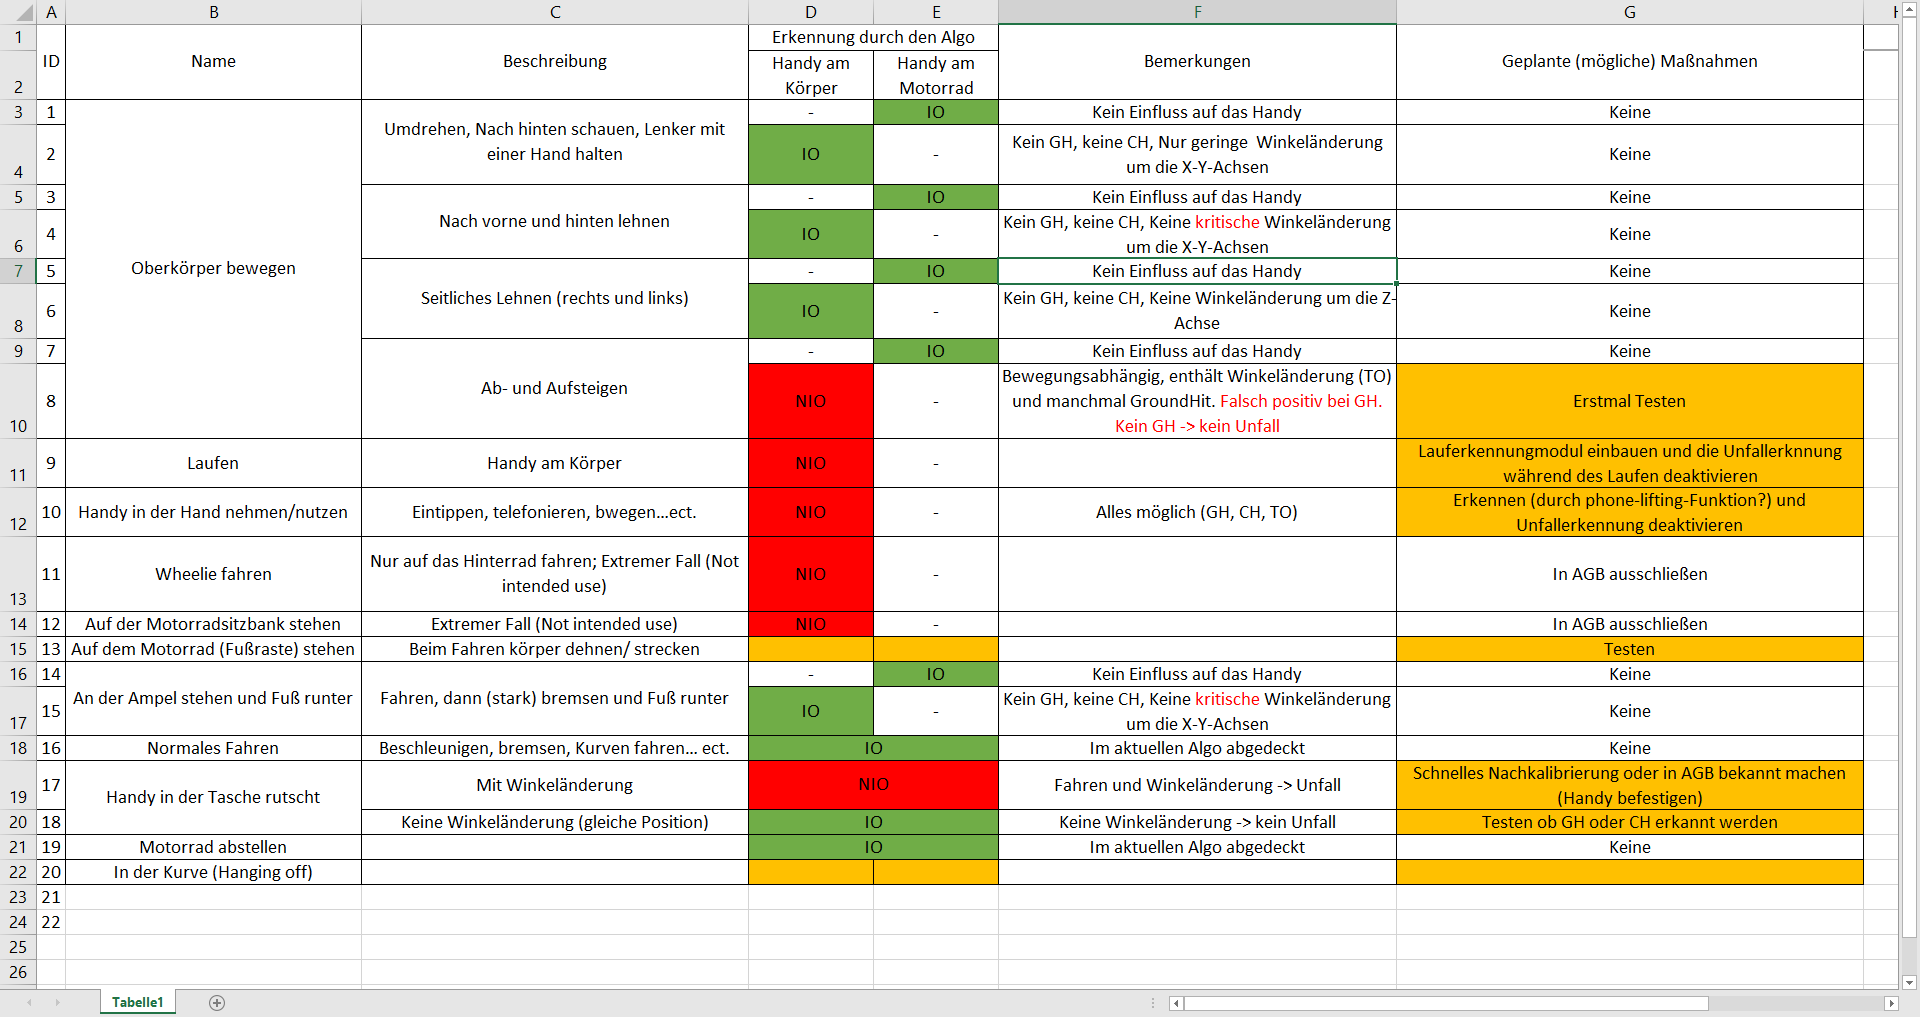 A B C D E F G H
1 ID Name Beschreibung Erkennung durch den Algo Bemerkungen Geplante (mögliche) Maßnahmen
2 Handy am Körper Handy am Motorrad
3 1 Oberkörper bewegen Umdrehen, Nach hinten schauen, Lenker mit einer Hand halten - IO Kein Einfluss auf das Handy Keine
4 2 IO - Kein GH, keine CH, Nur geringe  Winkeländerung um die X-Y-Achsen Keine
5 3 Nach vorne und hinten lehnen - IO Kein Einfluss auf das Handy Keine
6 4 IO - Kein GH, keine CH, Keine kritische Winkeländerung um die X-Y-Achsen Keine
7 5 Seitliches Lehnen (rechts und links) - IO Kein Einfluss auf das Handy Keine
8 6 IO - Kein GH, keine CH, Keine Winkeländerung um die Z-Achse Keine
9 7 Ab- und Aufsteigen - IO Kein Einfluss auf das Handy Keine
10 8 NIO - Bewegungsabhängig, enthält Winkeländerung (TO) und manchmal GroundHit. Falsch positiv bei GH. Kein GH -> kein Unfall Erstmal Testen
11 9 Laufen Handy am Körper NIO - Lauferkennungmodul einbauen und die Unfallerknnung während des Laufen deaktivieren
12 10 Handy in der Hand nehmen/nutzen Eintippen, telefonieren, bwegen...ect. NIO - Alles möglich (GH, CH, TO) Erkennen (durch phone-lifting-Funktion?) und Unfallerkennung deaktivieren
13 11 Wheelie fahren Nur auf das Hinterrad fahren; Extremer Fall (Not intended use) NIO - In AGB ausschließen
14 12 Auf der Motorradsitzbank stehen Extremer Fall (Not intended use) NIO - In AGB ausschließen
15 13 Auf dem Motorrad (Fußraste) stehen Beim Fahren körper dehnen/ strecken Testen
16 14 An der Ampel stehen und Fuß runter Fahren, dann (stark) bremsen und Fuß runter - IO Kein Einfluss auf das Handy Keine
17 15 IO - Kein GH, keine CH, Keine kritische Winkeländerung um die X-Y-Achsen Keine
18 16 Normales Fahren Beschleunigen, bremsen, Kurven fahren... ect. IO Im aktuellen Algo abgedeckt Keine
19 17 Handy in der Tasche rutscht Mit Winkeländerung NIO Fahren und Winkeländerung -> Unfall Schnelles Nachkalibrierung oder in AGB bekannt machen (Handy befestigen)
20 18 Keine Winkeländerung (gleiche Position) IO Keine Winkeländerung -> kein Unfall Testen ob GH oder CH erkannt werden
21 19 Motorrad abstellen IO Im aktuellen Algo abgedeckt Keine
22 20 In der Kurve (Hanging off)
23 21
24 22
25
26
Tabelle1